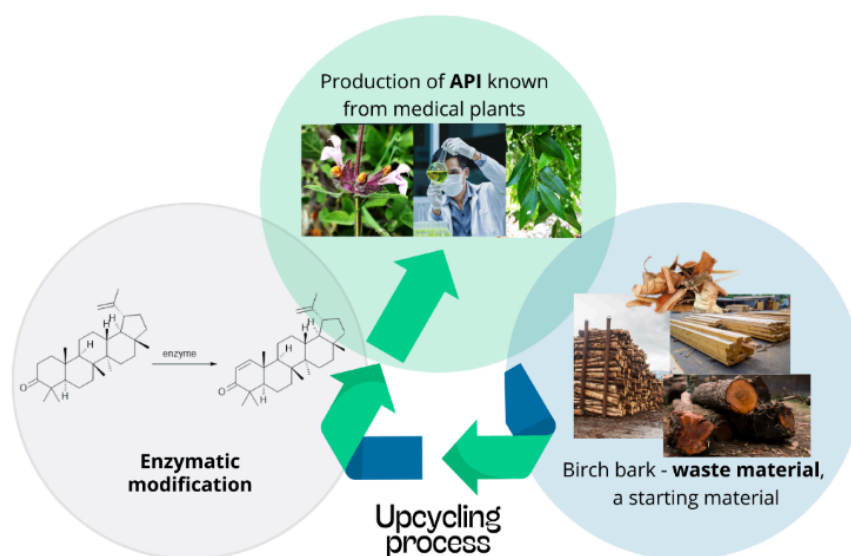 Production of API known
from medical plants
enzyme
O
H
H
H
O
H
H
H
Enzymatic
modification
Birch bark - waste material,
a starting material
Upcycling
process